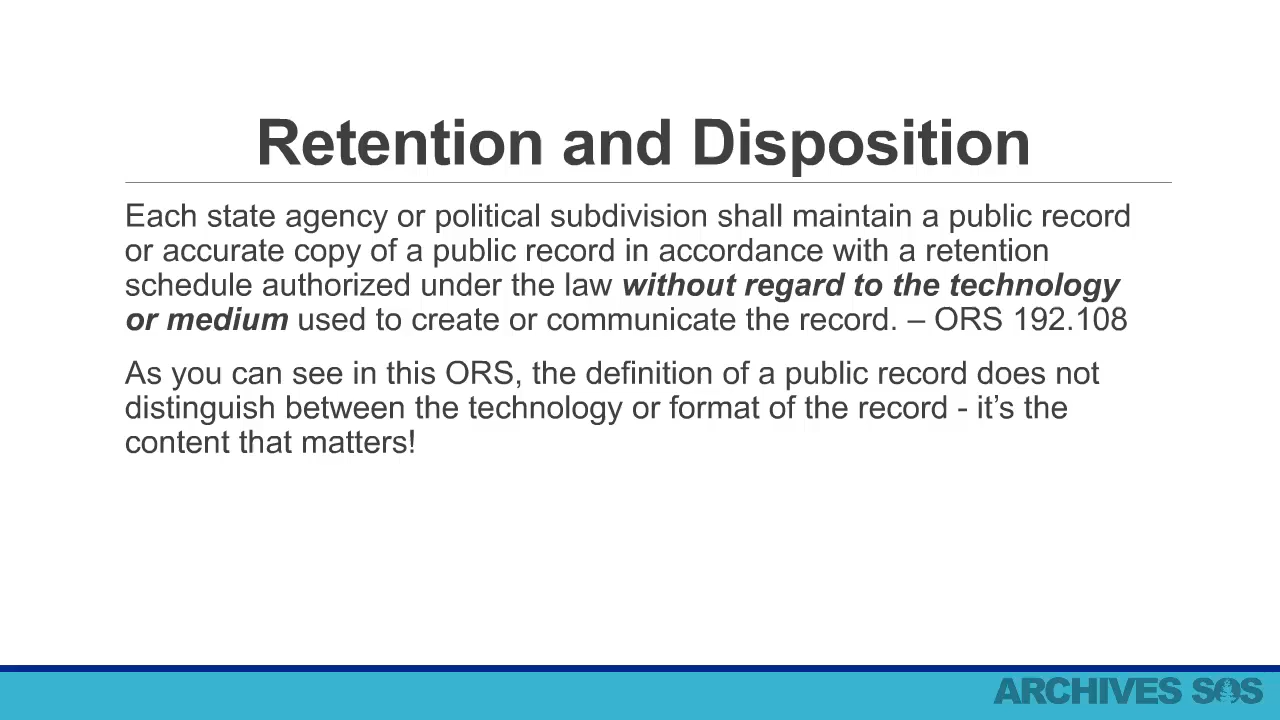 Retention and Disposition
Each state agency or political subdivision shall maintain a public record
or accurate copy of a public record in accordance with a retention
schedule authorized under the law without regard to the technology
or medium used to create or communicate the record. – ORS 192.108
As you can see in this ORS, the definition of a public record does not
distinguish between the technology or format of the record - it’s the
content that matters!
ARCHIVES SOS